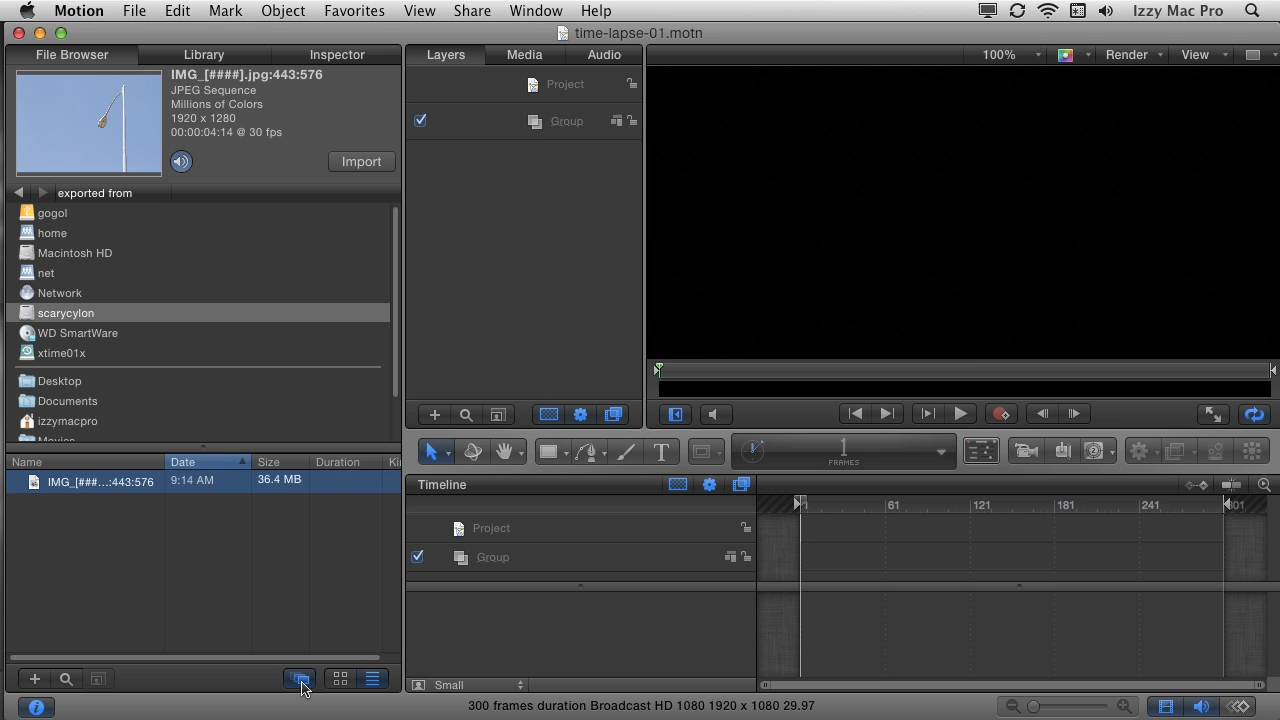 Motion File Edit Mark Object Favorites View Share Window Help Izzy Mac Pro
time-lapse-01.motn
File Browser Library Inspector
IMG_[####].jpg:443:576
JPEG Sequence
Millions of Colors
1920 x 1280
00:00:04:14 @ 30 fps
Import
exported from
gogol
home
Macintosh HD
net
Network
scarycylon
WD SmartWare
xtime01x
Desktop
Documents
izzymacpro
Name Date Size Duration
IMG_[###...:443:576 9:14 AM 36.4 MB
Layers Media Audio
Project
Group
100% Render View
T
1
FRAMES
Timeline
1 61 121 181 241 301
Project
Group
Small
300 frames duration Broadcast HD 1080 1920 x 1080 29.97